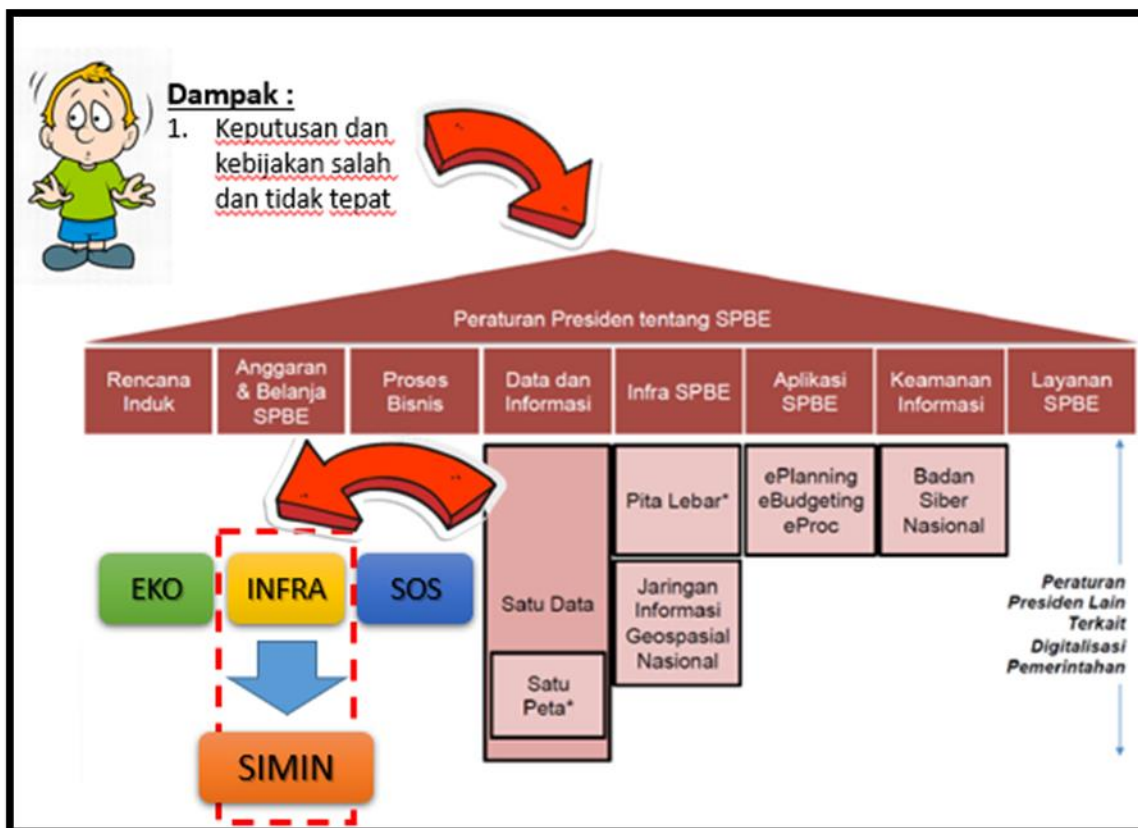 Dampak :
1. Keputusan dan
kebijakan salah
dan tidak tepat
Peraturan Presiden tentang SPBE
Rencana
Induk
Anggaran
& Belanja
SPBE
Proses
Bisnis
Data dan
Informasi
Infra SPBE
Aplikasi
SPBE
Keamanan
Informasi
Layanan
SPBE
EKO
INFRA
SOS
SIMIN
Satu Data
Satu
Peta*
Pita Lebar*
Jaringan
Informasi
Geospasial
Nasional
ePlanning
eBudgeting
eProc
Badan
Siber
Nasional
Peraturan
Presiden Lain
Terkait
Digitalisasi
Pemerintahan